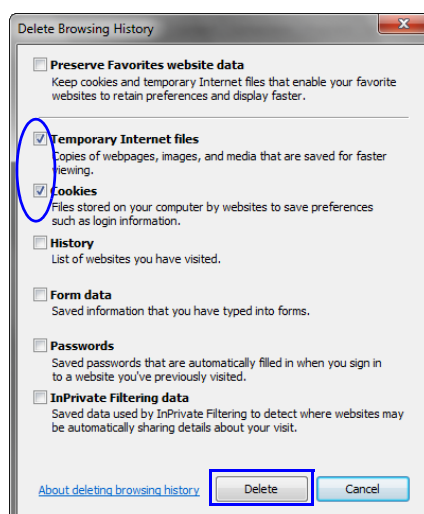 Delete Browsing History
x
Preserve Favorites website data
Keep cookies and temporary Internet files that enable your favorite
websites to retain preferences and display faster.
Temporary Internet files
Copies of webpages, images, and media that are saved for faster
viewing.
Cookies
Files stored on your computer by websites to save preferences
such as login information.
History
List of websites you have visited.
Form data
Saved information that you have typed into forms.
Passwords
Saved passwords that are automatically filled in when you sign in
to a website you've previously visited.
InPrivate Filtering data
Saved data used by InPrivate Filtering to detect where websites may
be automatically sharing details about your visit.
About deleting browsing history Delete Cancel